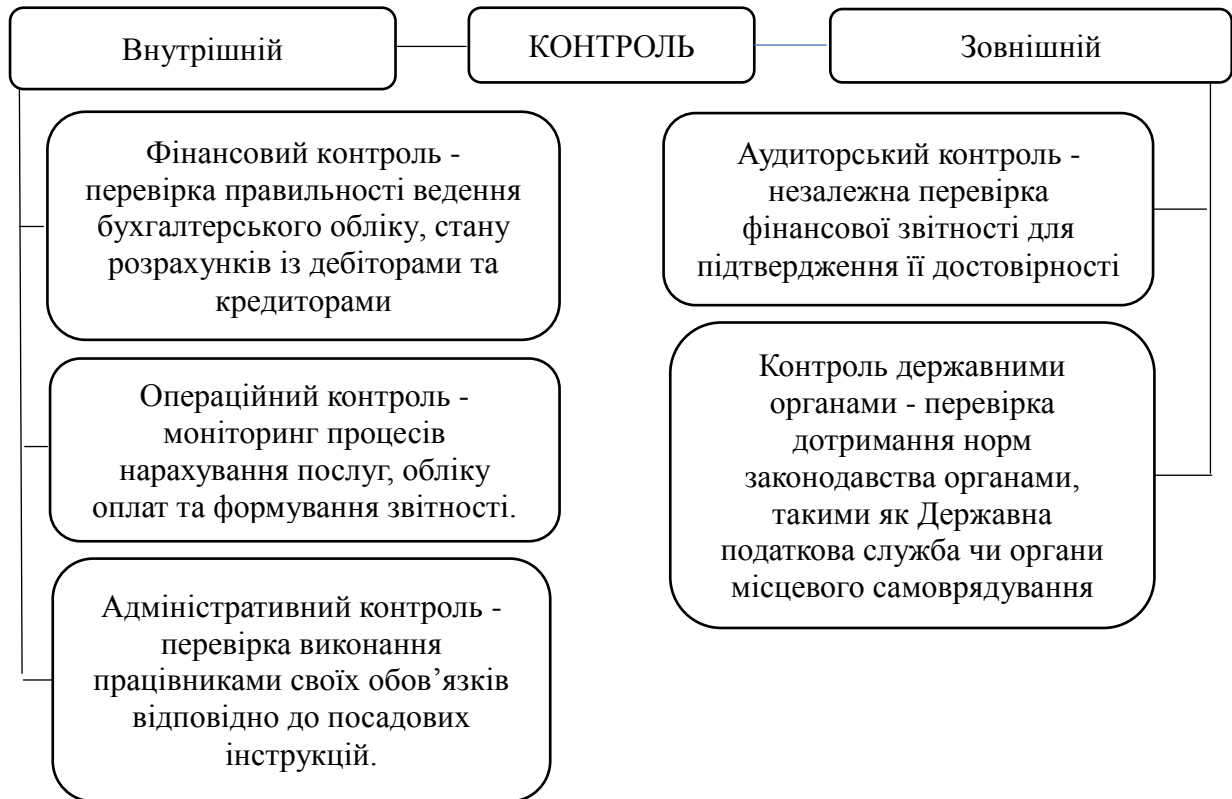 Внутрішній
КОНТРОЛЬ
Зовнішній
Фінансовий контроль -
перевірка правильності ведення
бухгалтерського обліку, стану
розрахунків із дебіторами та
кредиторами
Операційний контроль -
моніторинг процесів
нарахування послуг, обліку
оплат та формування звітності.
Адміністративний контроль -
перевірка виконання
працівниками своїх обов’язків
відповідно до посадових
інструкцій.
Аудиторський контроль -
незалежна перевірка
фінансової звітності для
підтвердження її достовірності
Контроль державними
органами - перевірка
дотримання норм
законодавства органами,
такими як Державна
податкова служба чи органи
місцевого самоврядування